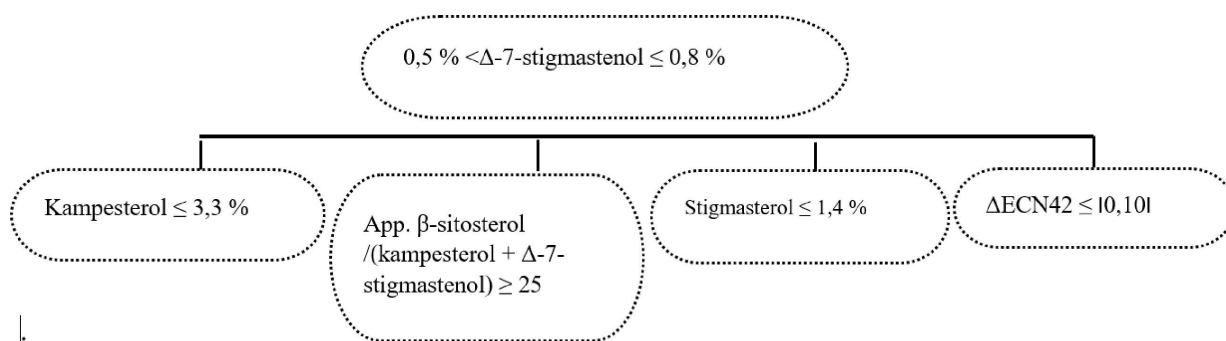 0,5 % <Δ-7-stigmastenol ≤ 0,8 %
Kampesterol ≤ 3,3 %
App. β-sitosterol
/(kampesterol + Δ-7-
stigmastenol) ≥ 25
Stigmasterol ≤ 1,4 %
ΔECN42 ≤ |0,10|
.